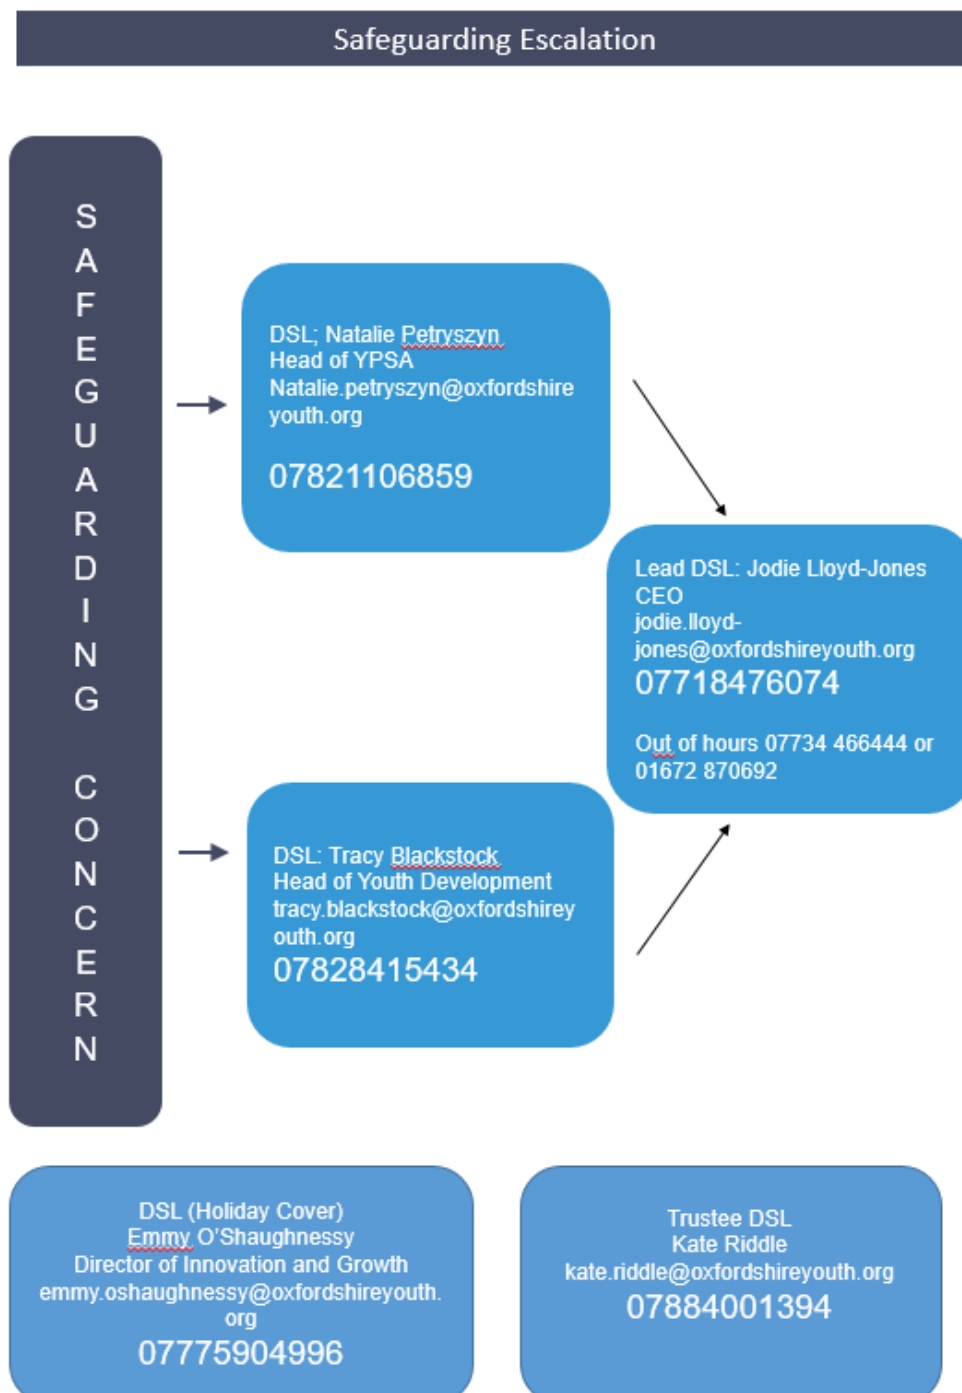 Safeguarding Escalation
SAFEGUARDING CONCERN
DSL; Natalie Petryszyn
Head of YPSA
Natalie.petryszyn@oxfordshire
youth.org
07821106859
Lead DSL: Jodie Lloyd-Jones
CEO
jodie.lloyd-
jones@oxfordshireyouth.org
07718476074
Out of hours 07734 466444 or
01672 870692
DSL: Tracy Blackstock
Head of Youth Development
tracy.blackstock@oxfordshirey
outh.org
07828415434
DSL (Holiday Cover)
Emmy O'Shaughnessy
Director of Innovation and Growth
emmy.oshaughnessy@oxfordshireyouth.
org
07775904996
Trustee DSL
Kate Riddle
kate.riddle@oxfordshireyouth.org
07884001394